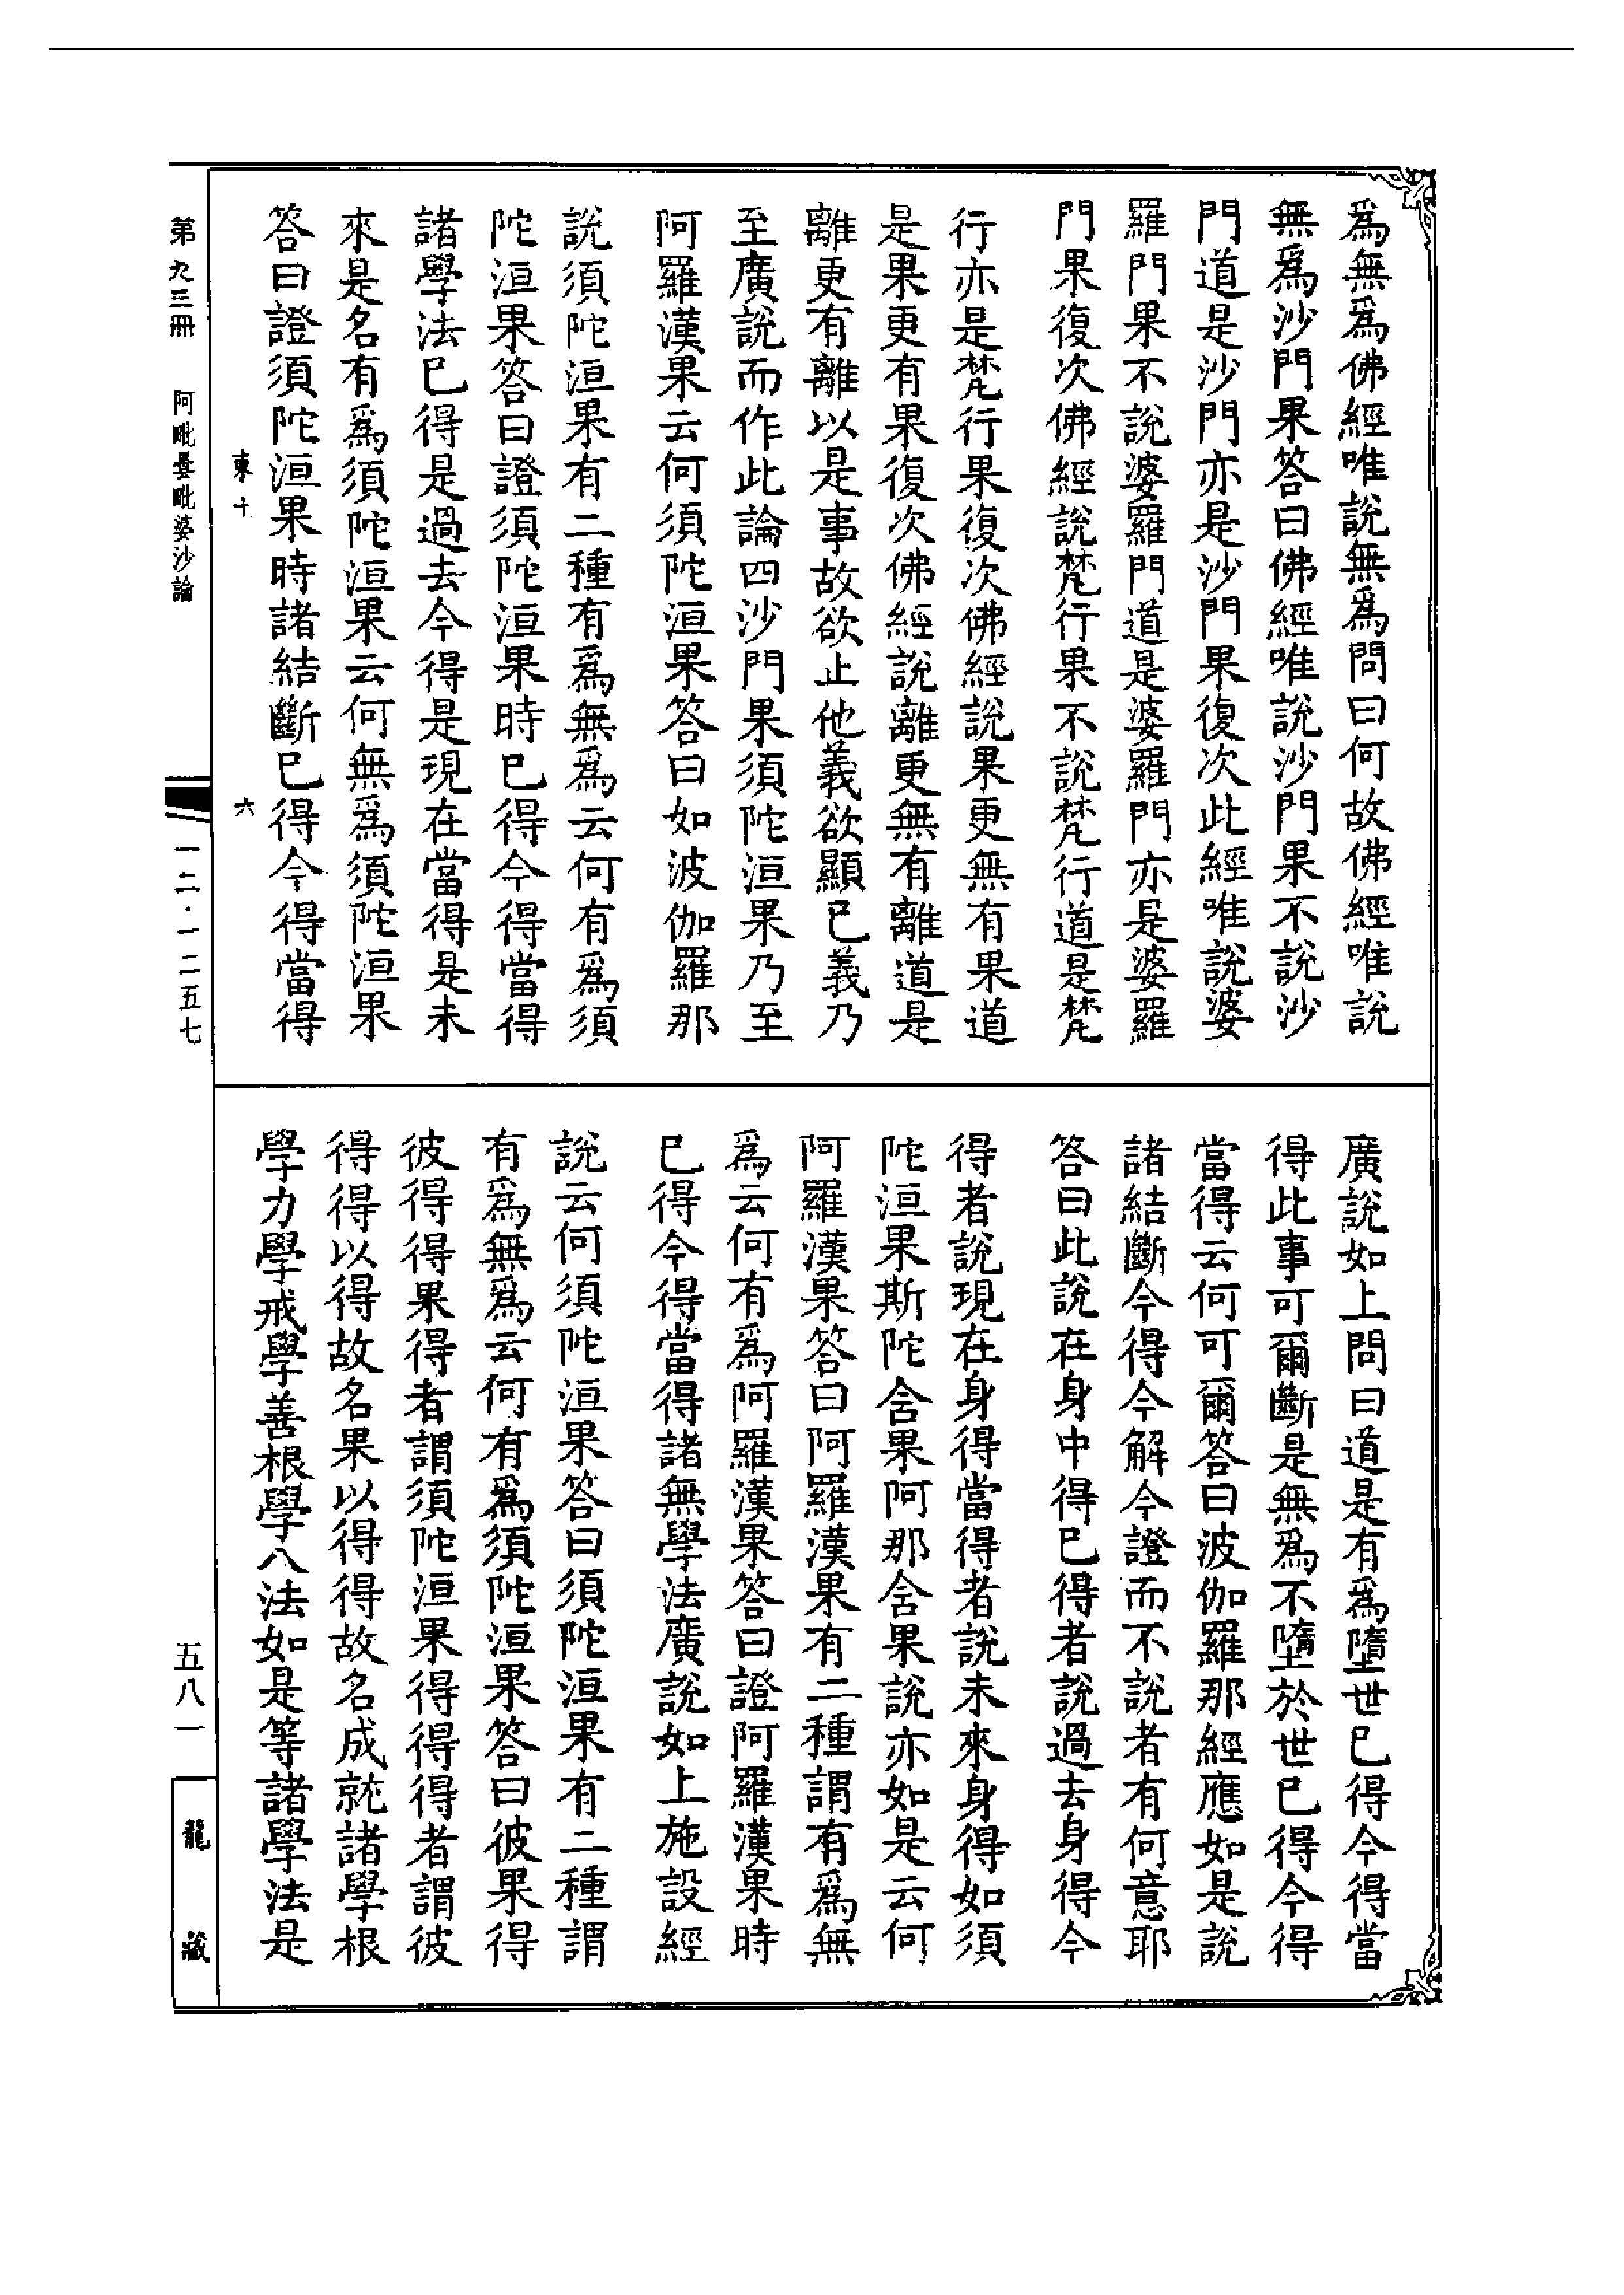 爲無爲佛經唯說無爲問曰何故佛經唯說
無爲沙門果答曰佛經唯說沙門果不說沙
門道是沙門亦是沙門果復次此經唯說婆
羅門果不說婆羅門道是婆羅門亦是婆羅
門果復次佛經說梵行果不說梵行道是梵
行亦是梵行果復次佛經說果更無有果道
是果更有果復次佛經說離更無有離道是
離更有離以是事故欲止他義欲顯已義乃
至廣說而作此論四沙門果須陀洹果乃至
阿羅漢果云何須陀洹果答曰如波伽羅那
說須陀洹果有二種有爲無爲云何有爲須
陀洹果答曰證須陀洹果時已得今得當得
諸學法已得是過去今得是現在當得是未
來是名有爲須陀洹果云何無爲須陀洹果
答曰證須陀洹果時諸結斷已得今得當得
東十 六
廣說如上問曰道是有爲墮世已得今得當
得此事可爾斷是無爲不墮於世已得今得
當得云何可爾答曰波伽羅那經應如是說
諸結斷今得今解今證而不說者有何意耶
答曰此說在身中得已得者說過去身得今
得者說現在身得當得者說未來身得如須
陀洹果斯陀含果阿那含果說亦如是云何
阿羅漢果答曰阿羅漢果有二種謂有爲無
爲云何有爲阿羅漢果答曰證阿羅漢果時
已得今得當得諸無學法廣說如上施設經
說云何須陀洹果答曰須陀洹果有二種謂
有爲無爲云何有爲須陀洹果答曰彼果得
彼得得果得者謂須陀洹果得得得者謂彼
得得以得故名果以得得故名成就諸學根
學力學戒學善根學八法如是等諸學法是
第九三冊 阿毗曇毗婆沙論 一二·一二五七 五八一
龍藏